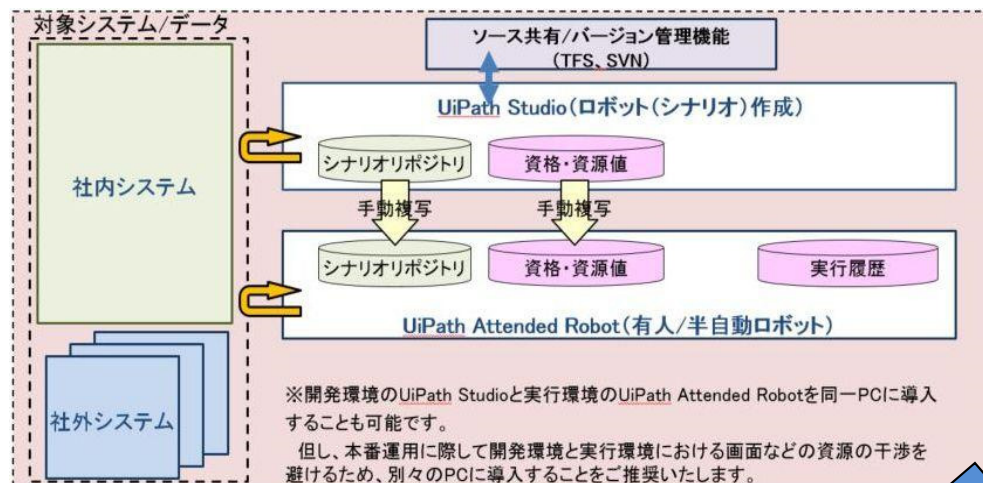 対象システム/データ
社内システム
社外システム
ソース共有/バージョン管理機能
(TFS、SVN)
UiPath Studio(ロボット(シナリオ)作成)
シナリオリポジトリ
資格・資源値
手動複写
手動複写
シナリオリポジトリ
資格・資源値
実行履歴
UiPath Attended Robot(有人/半自動ロボット)
※開発環境のUiPath Studioと実行環境のUiPath Attended Robotを同一PCに導入
することも可能です。
但し、本番運用に際して開発環境と実行環境における画面などの資源の干渉を
避けるため、別々のPCに導入することをご推奨いたします。